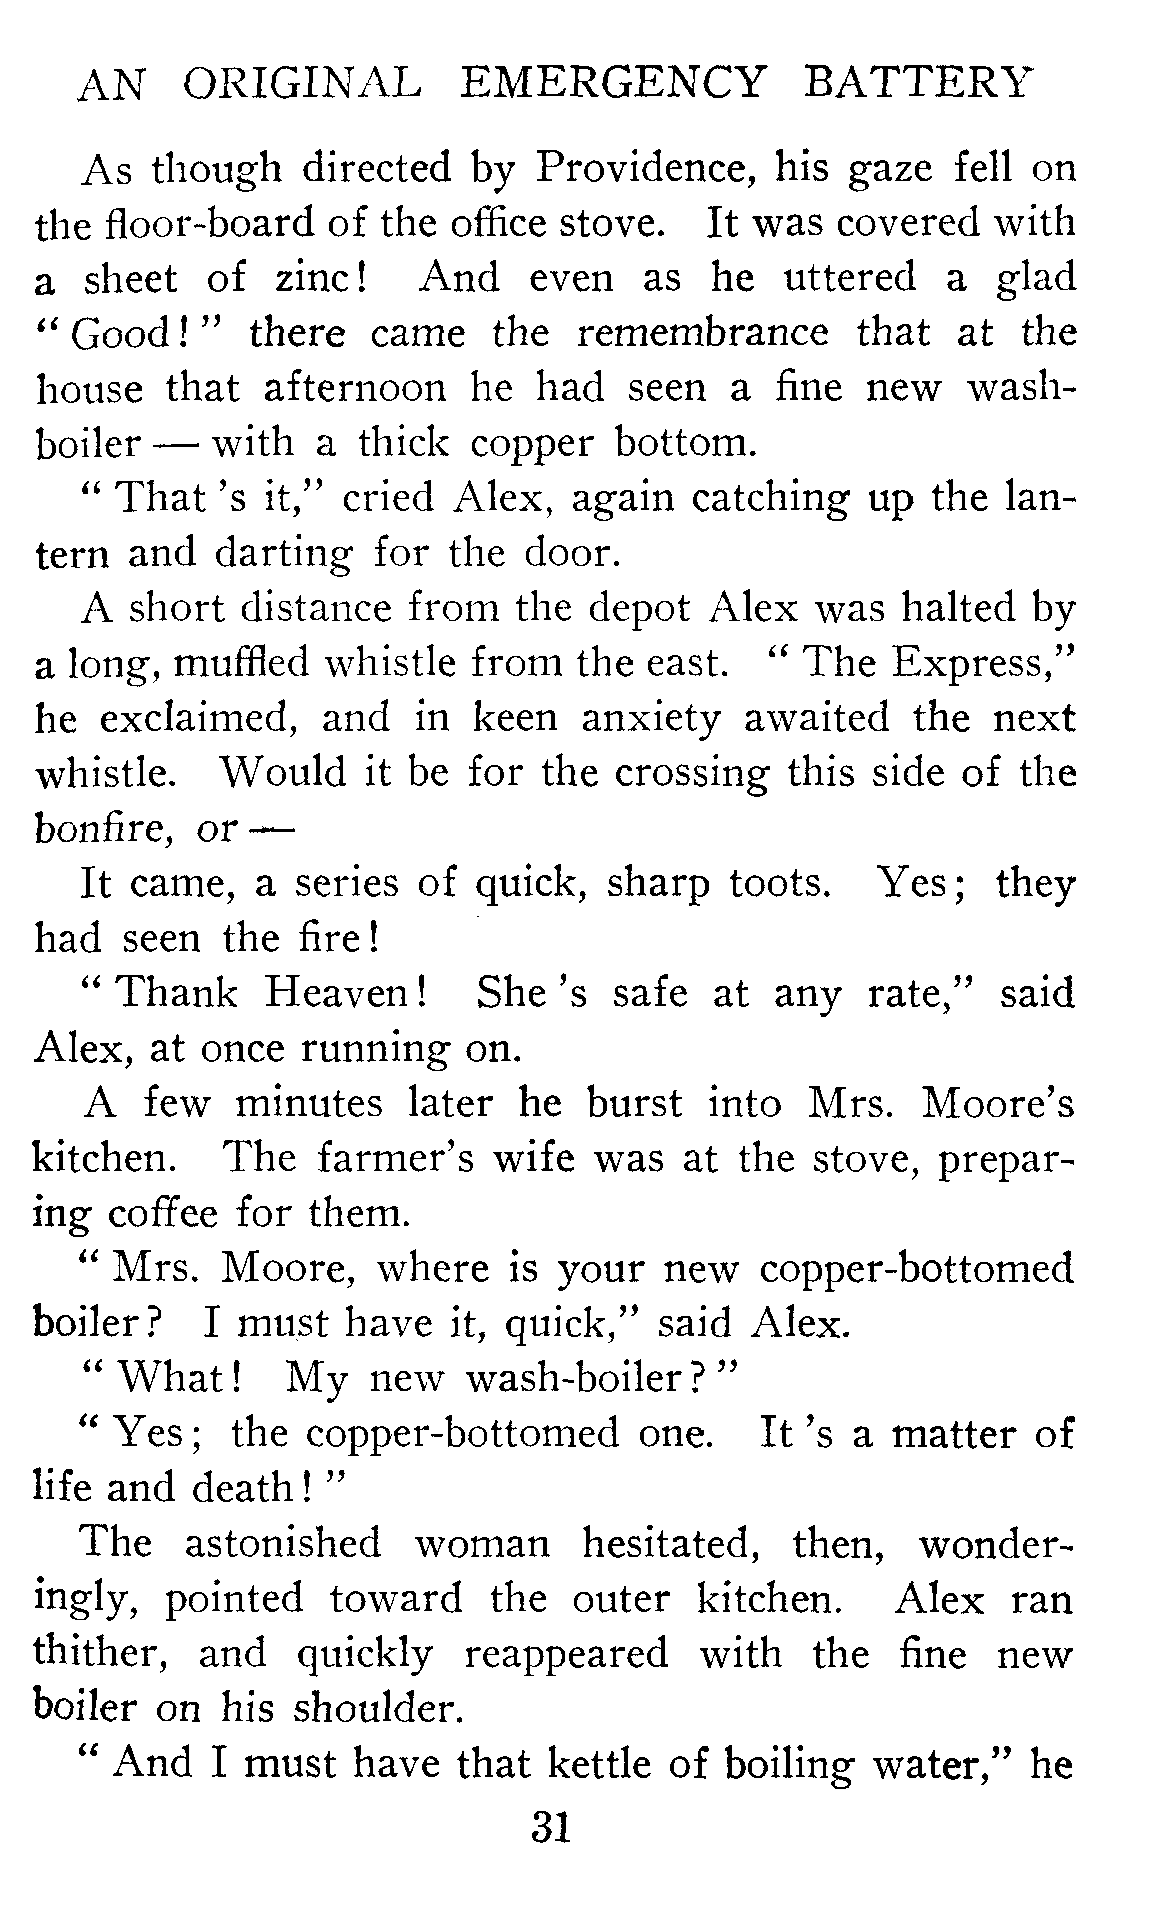 AN ORIGINAL EMERGENCY BATTERY
As though directed by Providence, his gaze fell on
the floor-board of the office stove. It was covered with
a sheet of zinc! And even as he uttered a glad
“ Good! ” there came the remembrance that at the
house that afternoon he had seen a fine new wash-
boiler — with a thick copper bottom.
“ That 's it,” cried Alex, again catching up the lan-
tern and darting for the door.
A short distance from the depot Alex was halted by
a long, muffled whistle from the east. “ The Express,”
he exclaimed, and in keen anxiety awaited the next
whistle. Would it be for the crossing this side of the
bonfire, or —
It came, a series of quick, sharp toots. Yes; they
had seen the fire!
“ Thank Heaven! She 's safe at any rate,” said
Alex, at once running on.
A few minutes later he burst into Mrs. Moore's
kitchen. The farmer's wife was at the stove, prepar-
ing coffee for them.
“ Mrs. Moore, where is your new copper-bottomed
boiler? I must have it, quick,” said Alex.
“ What! My new wash-boiler? ”
“ Yes; the copper-bottomed one. It 's a matter of
life and death! ”
The astonished woman hesitated, then, wonder-
ingly, pointed toward the outer kitchen. Alex ran
thither, and quickly reappeared with the fine new
boiler on his shoulder.
“ And I must have that kettle of boiling water,” he
31